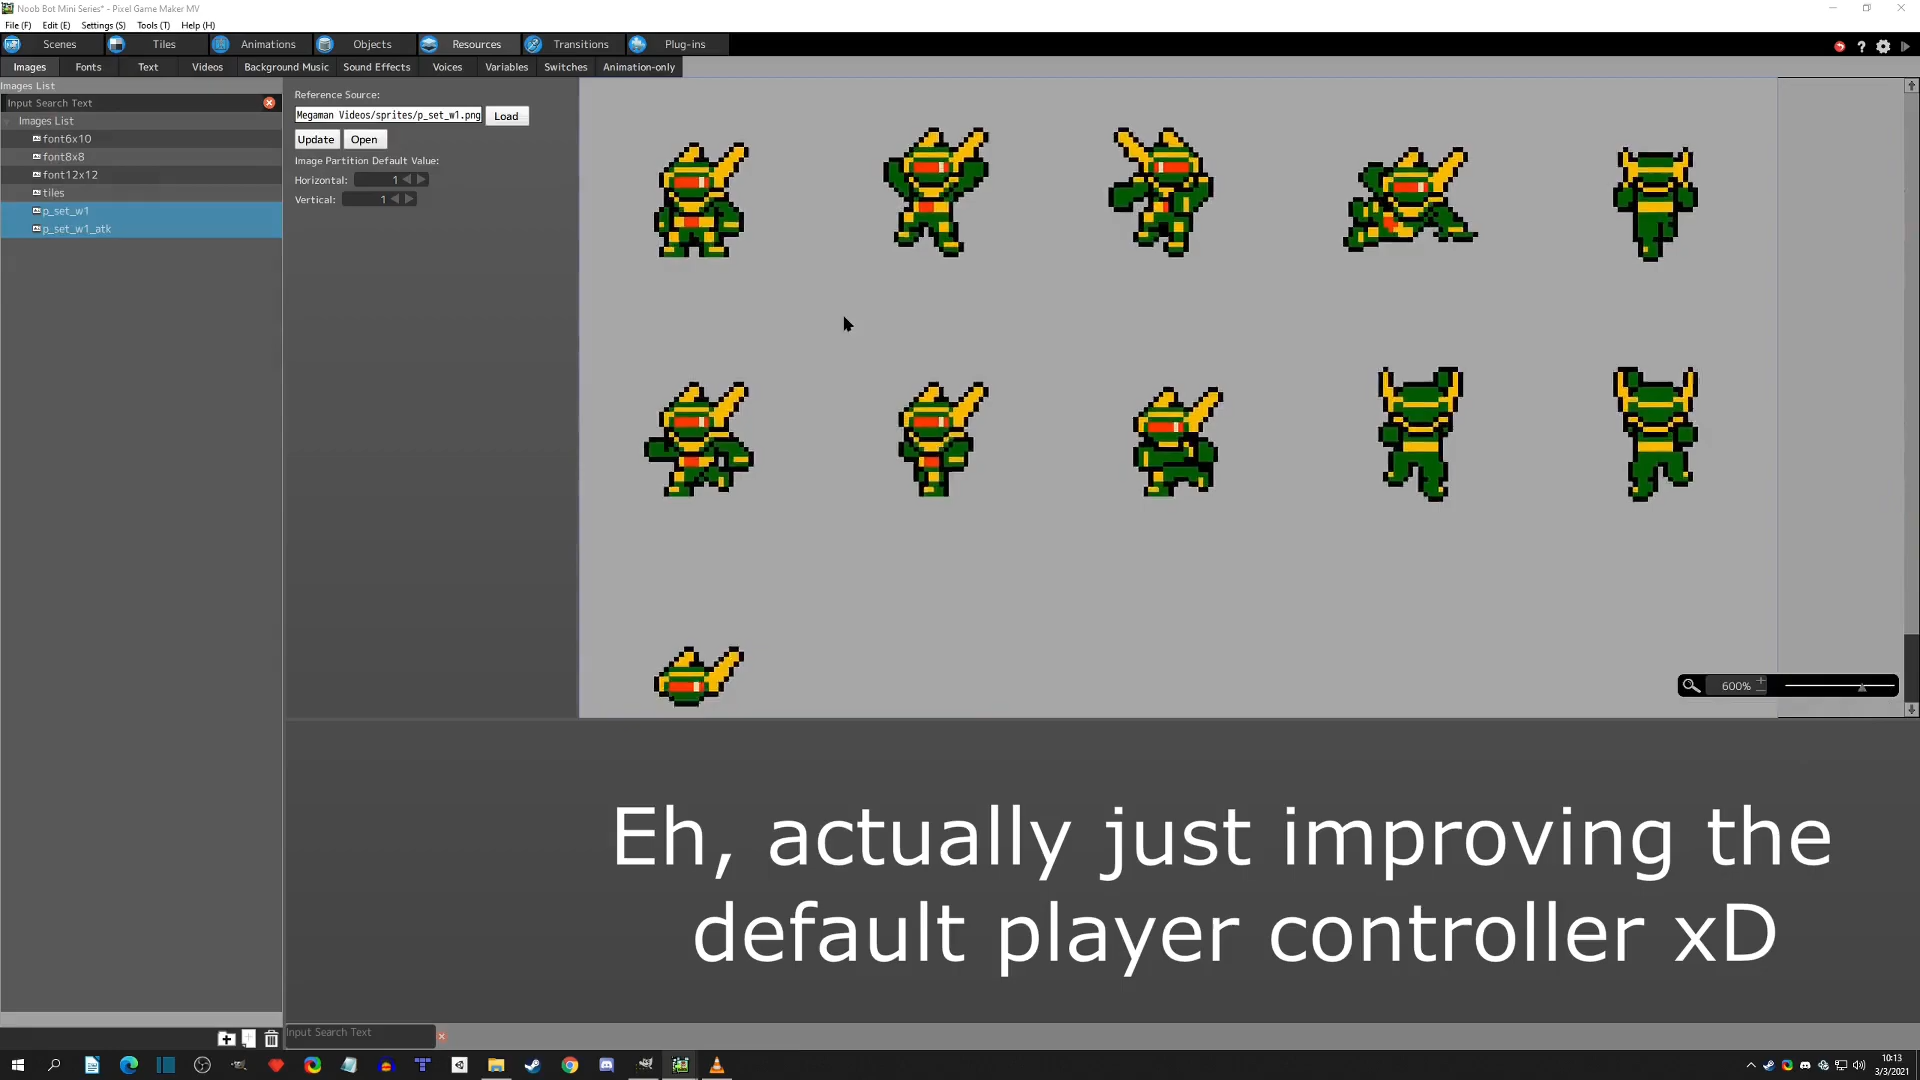 Noob Bot Mini Series* - Pixel Game Maker MV
File (F) Edit (E) Settings (S) Tools (T) Help (H)
Scenes Tiles Animations Objects Resources Transitions Plug-ins
Images Fonts Text Videos Background Music Sound Effects Voices Variables Switches Animation-only
Images List
Input Search Text
Images List
font6x10
font8x8
font12x12
tiles
p_set_w1
p_set_w1_atk
Reference Source:
Megaman Videos/sprites/p_set_w1.png Load
Update Open
Image Partition Default Value:
Horizontal: 1
Vertical: 1
600%
Eh, actually just improving the
default player controller xD
Input Search Text
10:13
3/3/2021